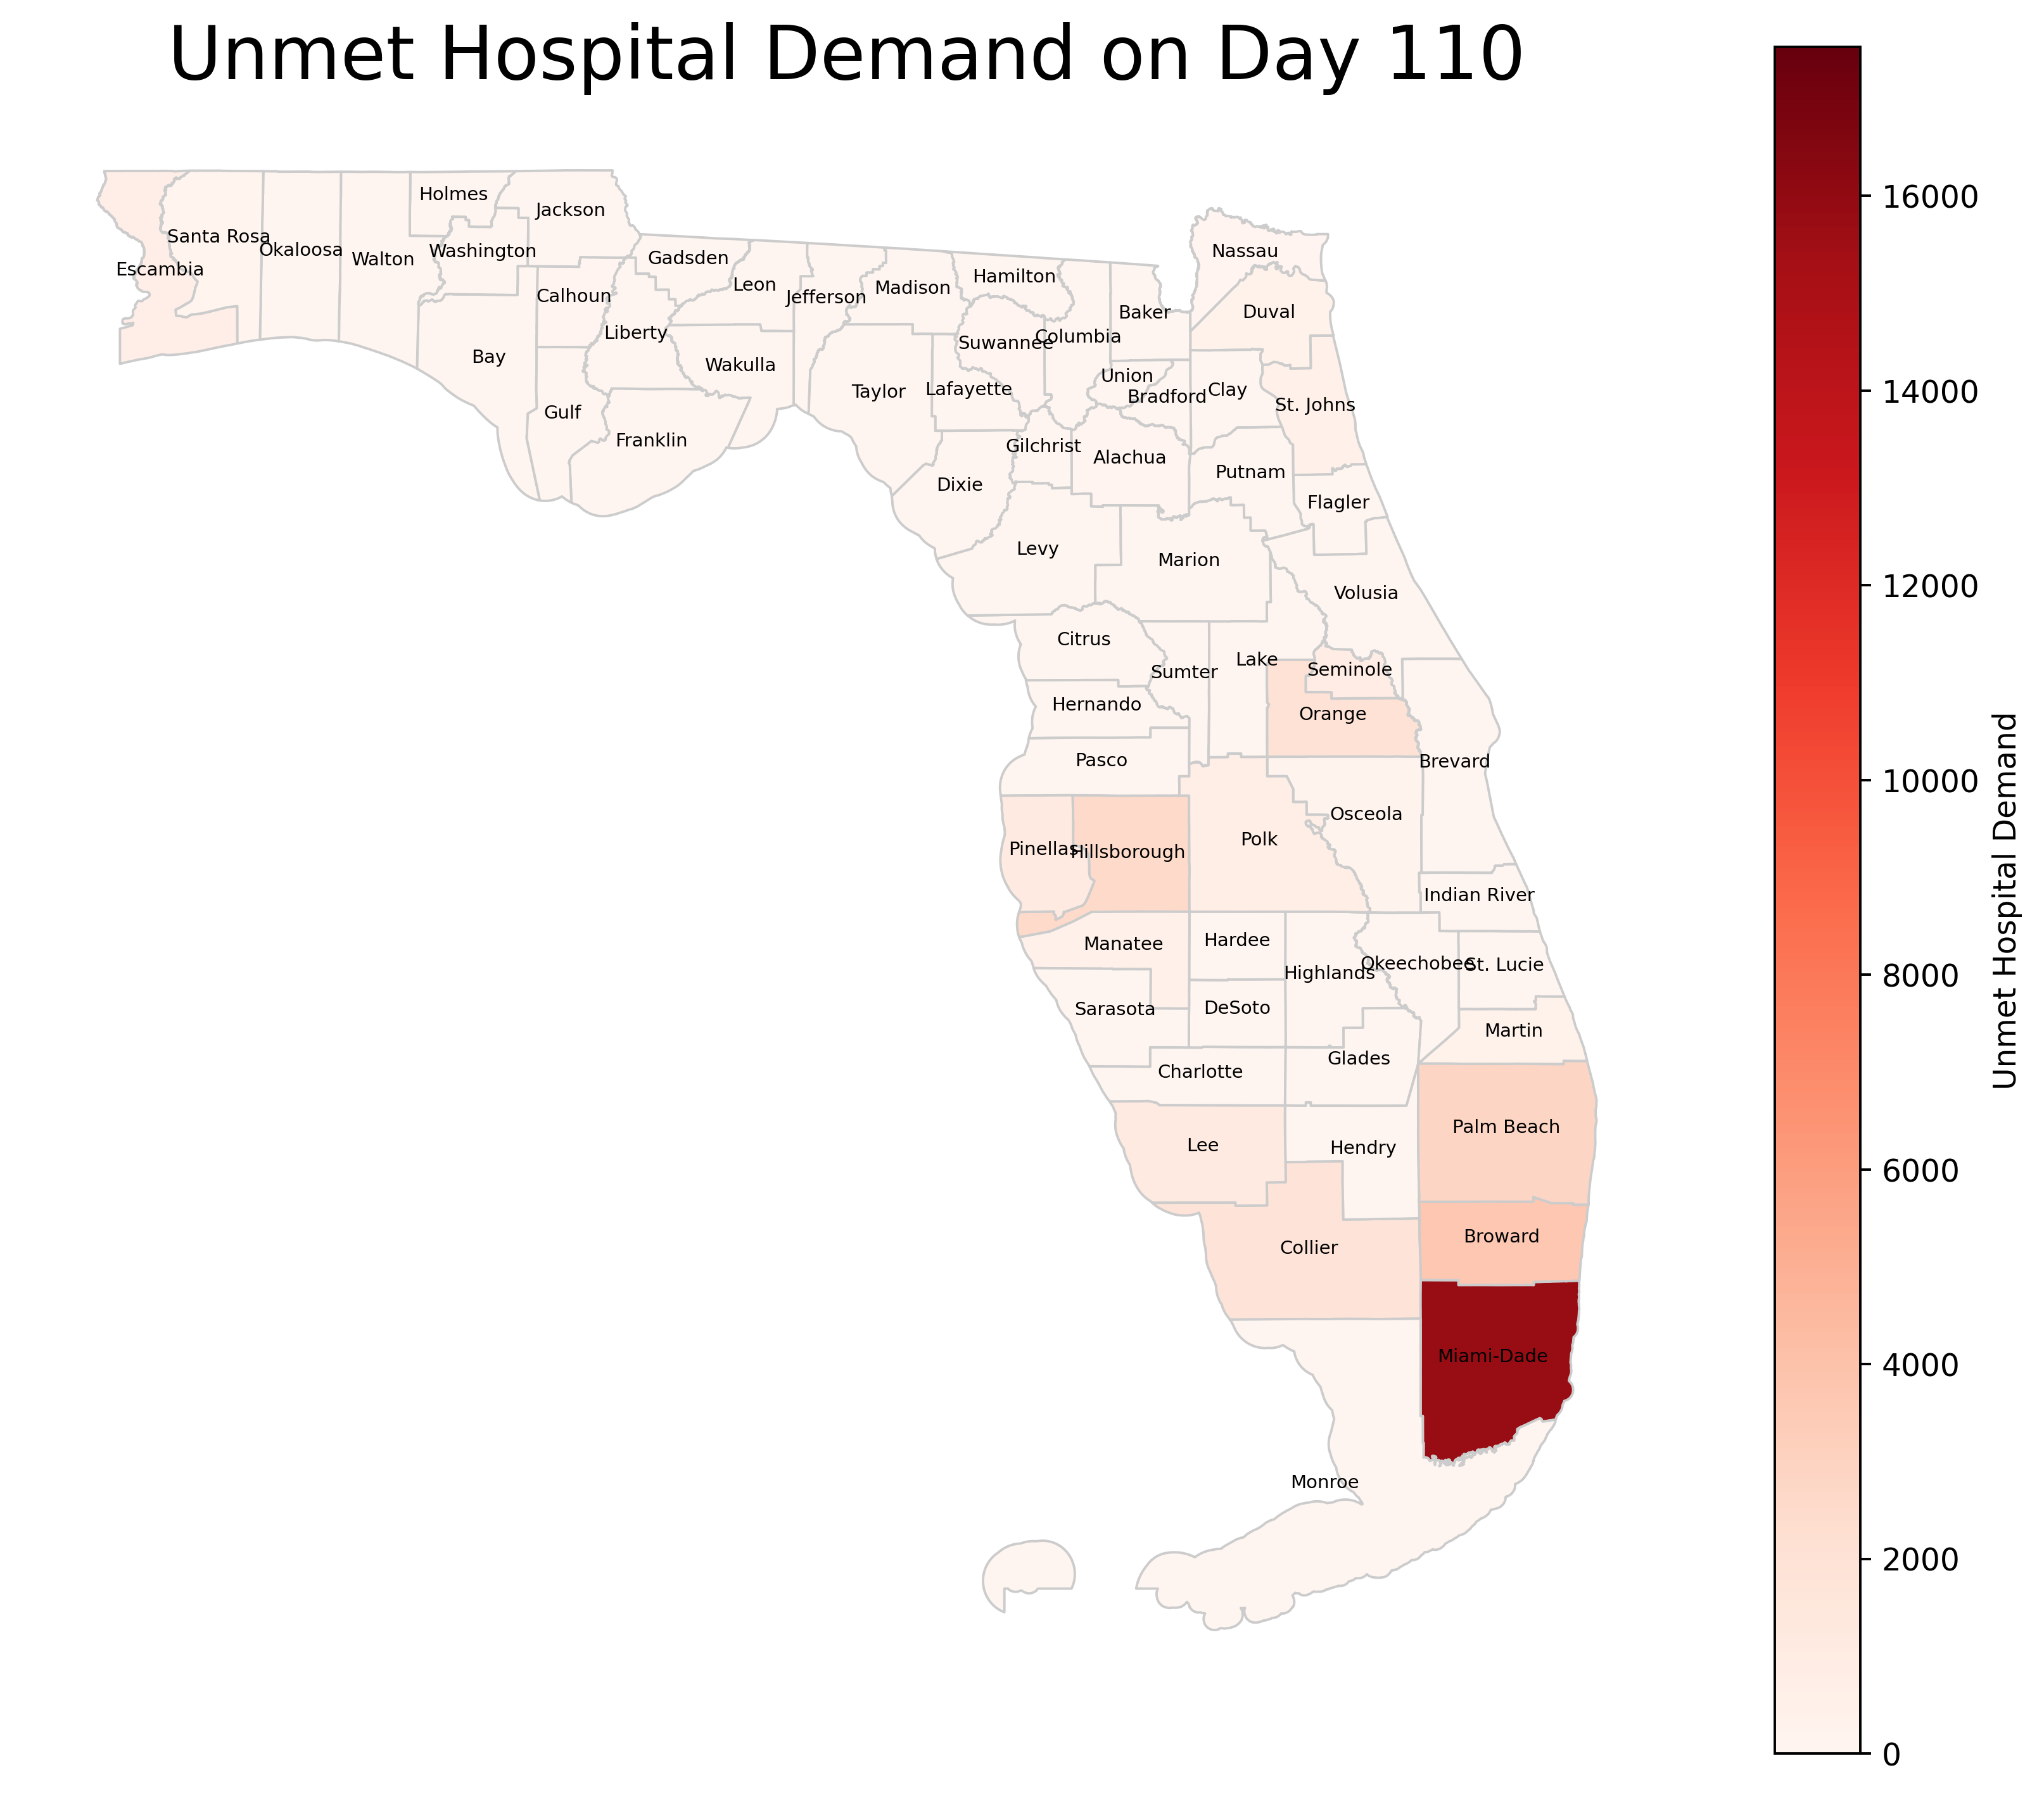 Unmet Hospital Demand on Day 110
Holmes
Jackson
Santa Rosa
Okaloosa
Walton
Washington
Escambia
Gadsden
Nassau
Leon
Jefferson
Madison
Hamilton
Calhoun
Liberty
Baker
Duval
Suwannee
Columbia
Bay
Wakulla
Taylor
Lafayette
Union
Bradford
Clay
St. Johns
Gulf
Franklin
Gilchrist
Alachua
Putnam
Dixie
Flagler
Levy
Marion
Volusia
Citrus
Sumter
Lake
Seminole
Hernando
Orange
Pasco
Brevard
Osceola
Pinellas
Hillsborough
Polk
Indian River
Manatee
Hardee
Highlands
Okeechobee
St. Lucie
Sarasota
DeSoto
Martin
Charlotte
Glades
Lee
Hendry
Palm Beach
Collier
Broward
Miami-Dade
Monroe
16000
14000
12000
10000
8000
6000
4000
2000
0
Unmet Hospital Demand